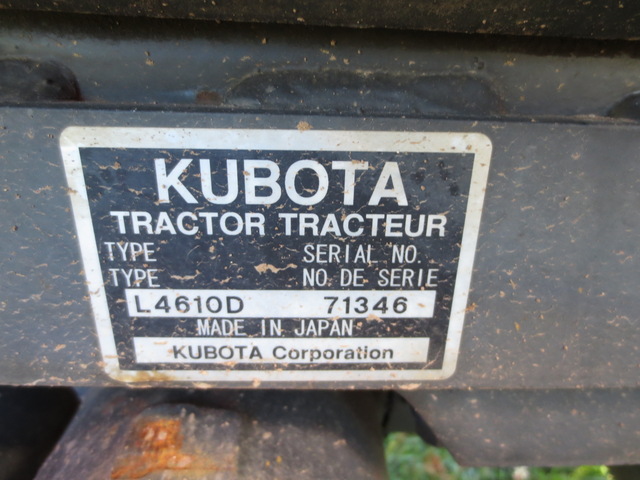 KUBOTA
TRACTOR TRACTEUR
TYPE SERIAL NO.
TYPE NO. DE SERIE
L4610D 71346
MADE IN JAPAN
KUBOTA Corporation